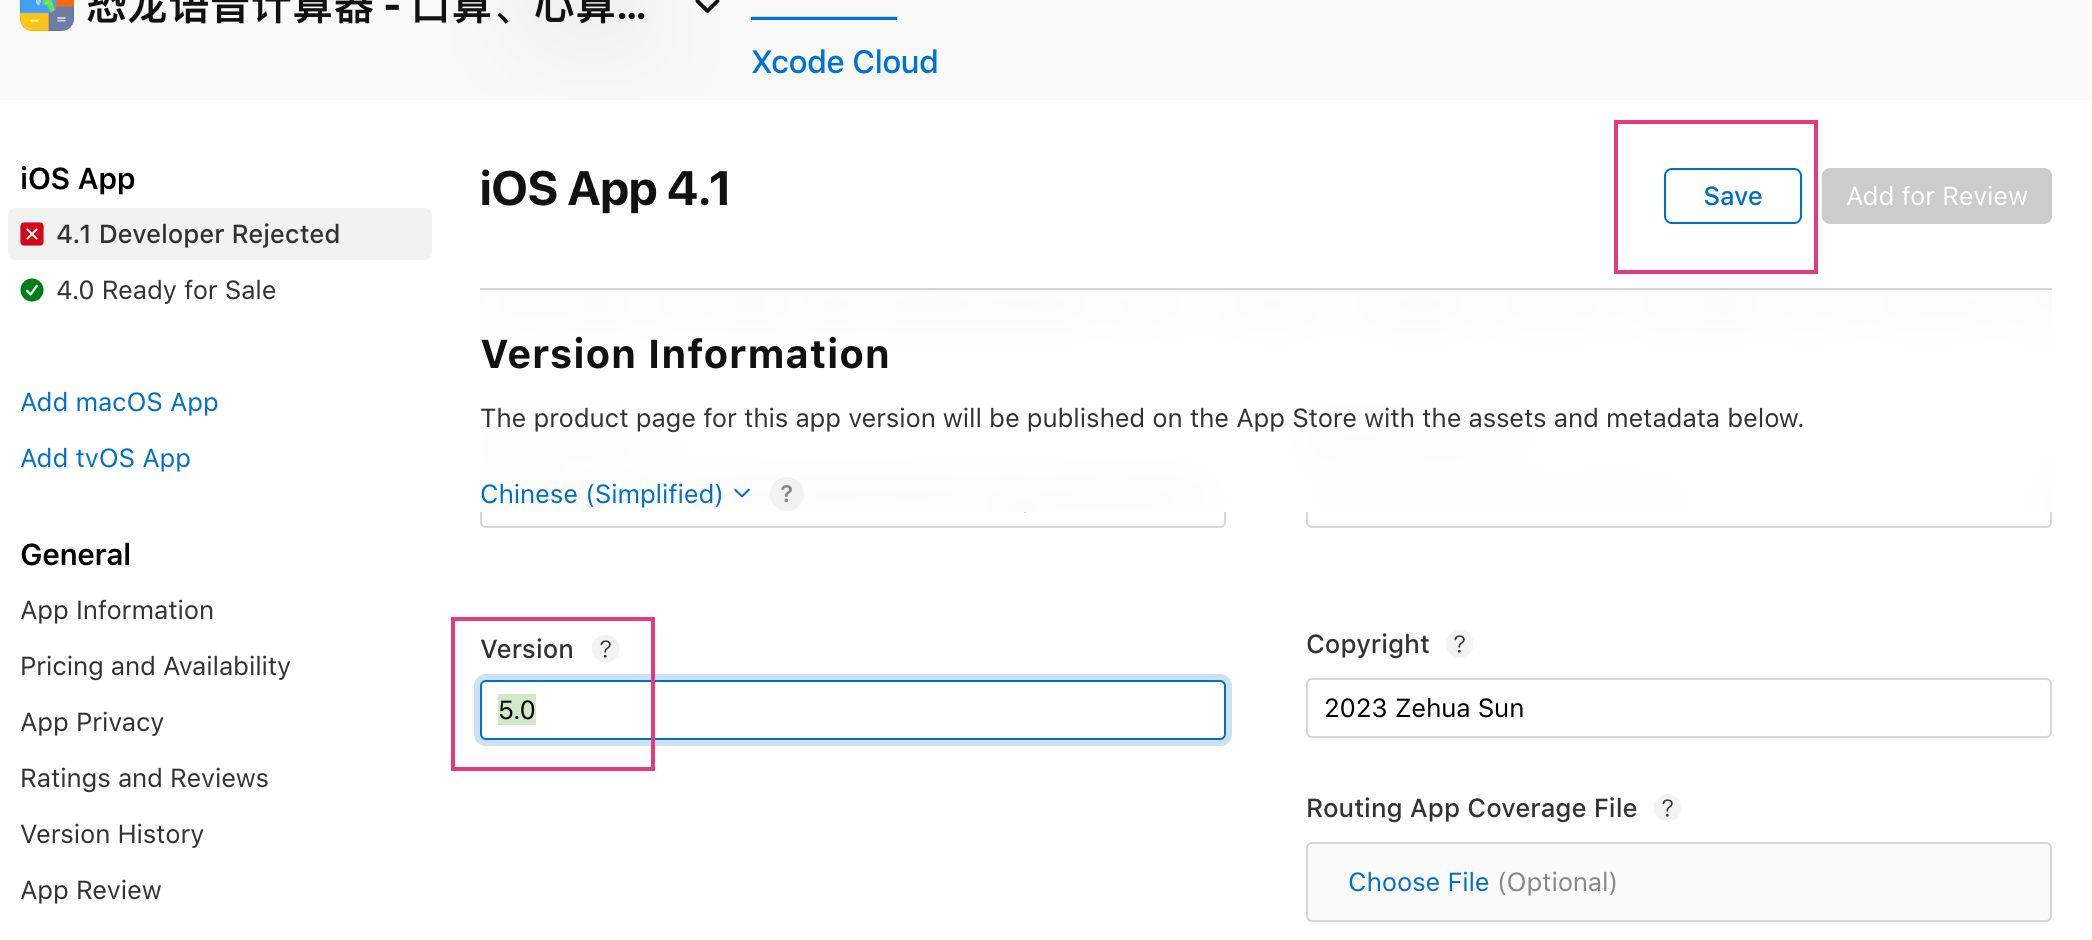 恐龙语音计算器 - 口算、心算...
Xcode Cloud
iOS App
4.1 Developer Rejected
4.0 Ready for Sale
Add macOS App
Add tvOS App
General
App Information
Pricing and Availability
App Privacy
Ratings and Reviews
Version History
App Review
iOS App 4.1
Save
Add for Review
Version Information
The product page for this app version will be published on the App Store with the assets and metadata below.
Chinese (Simplified) ?
Version ?
5.0
Copyright ?
2023 Zehua Sun
Routing App Coverage File ?
Choose File (Optional)